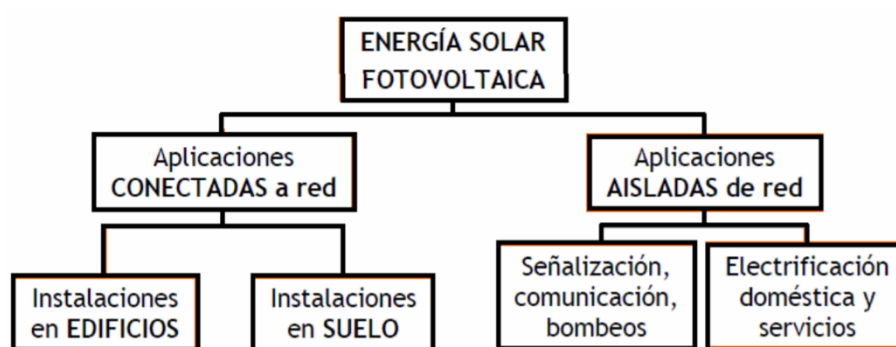 ENERGÍA SOLAR
FOTOVOLTAICA
Aplicaciones
CONECTADAS a red
Aplicaciones
AISLADAS de red
Instalaciones
en EDIFICIOS
Instalaciones
en SUELO
Señalización,
comunicación,
bombeos
Electrificación
doméstica y
servicios